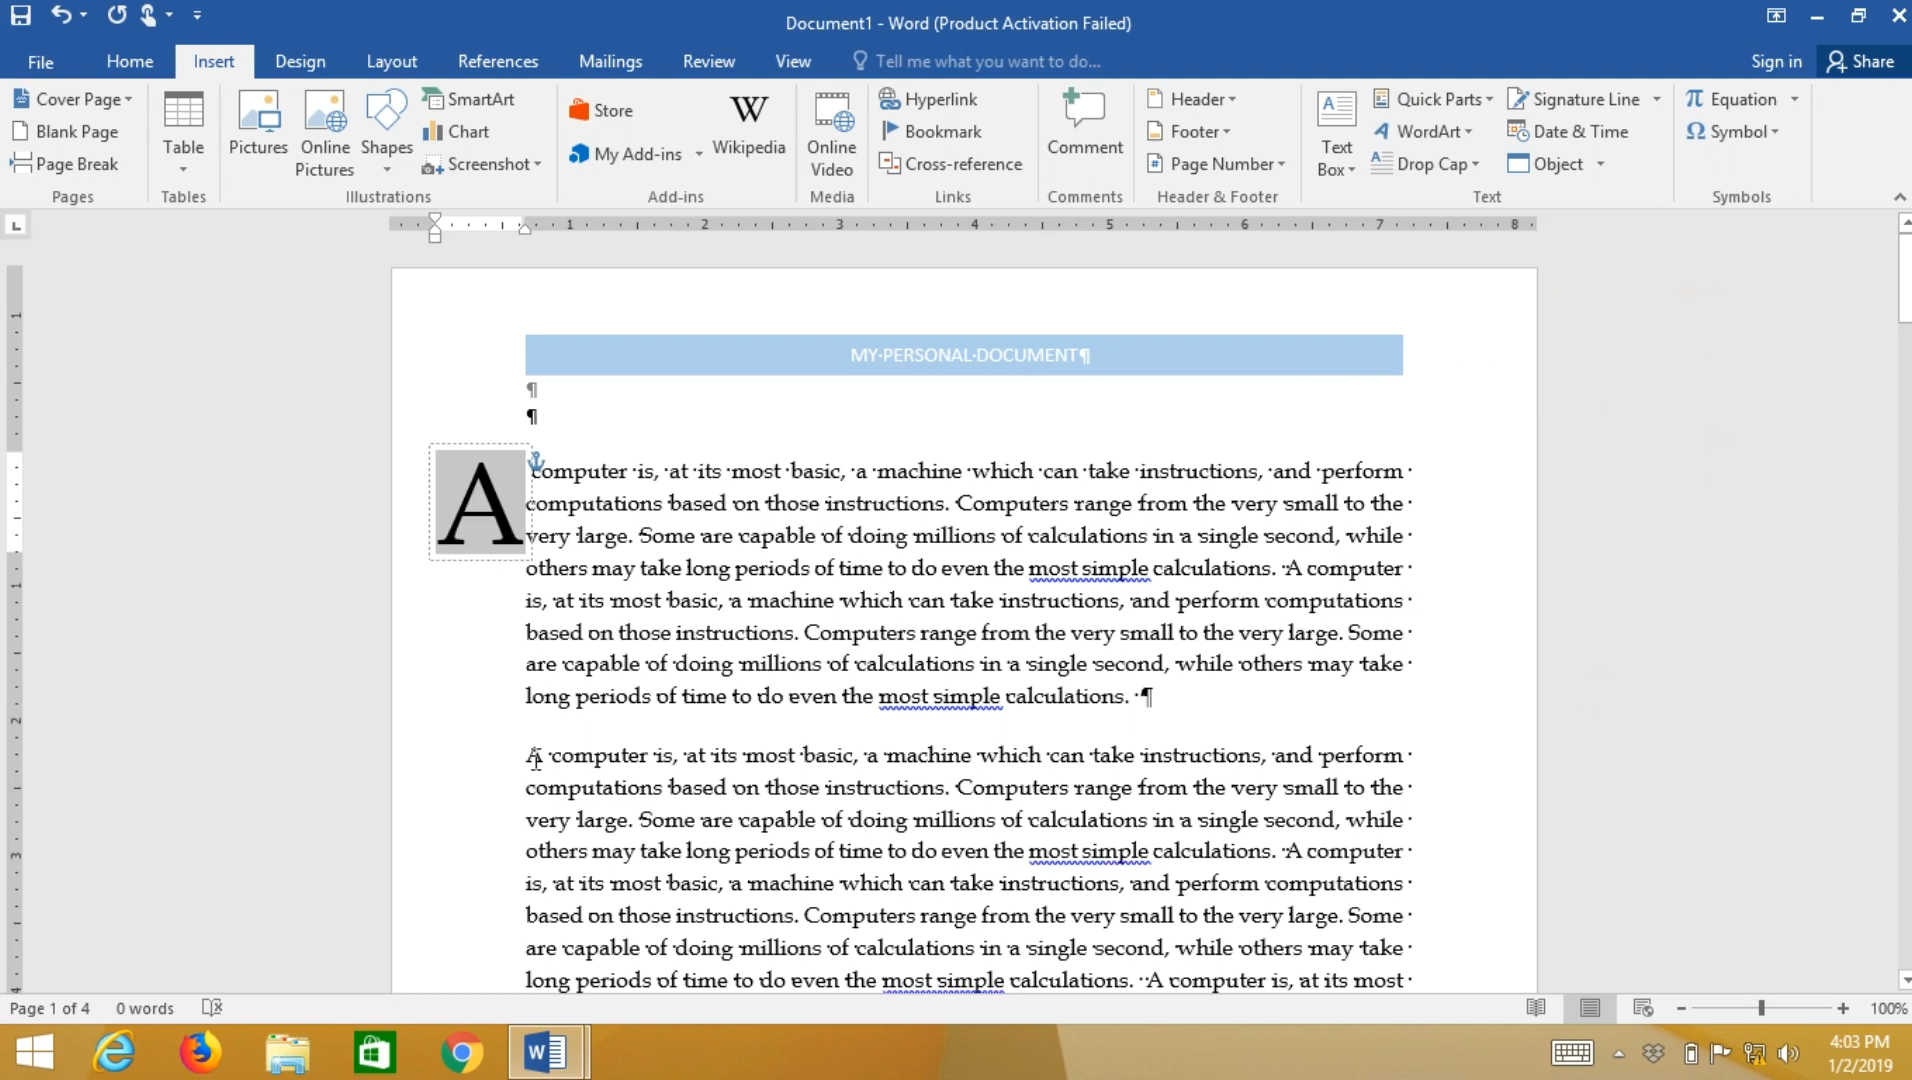 Document1 - Word (Product Activation Failed)
File Home Insert Design Layout References Mailings Review View Tell me what you want to do... Sign in Share
Cover Page
Blank Page
Page Break
Pages
Table
Tables
Pictures
Online Pictures
Shapes
SmartArt
Chart
Screenshot
Illustrations
Store
My Add-ins
W
Wikipedia
Add-ins
Online Video
Media
Hyperlink
Bookmark
Cross-reference
Links
Comment
Comments
Header
Footer
Page Number
#
Header & Footer
A
Text Box
Quick Parts
A WordArt
Drop Cap
Signature Line
Date & Time
Object
Text
π Equation
Ω Symbol
Symbols
L
1 2 3 4 5 6 7 8
1
1
2
3
4
MY·PERSONAL·DOCUMENT¶
¶
¶
A computer is, at its most basic, a machine which can take instructions, and perform
computations based on those instructions. Computers range from the very small to the
very large. Some are capable of doing millions of calculations in a single second, while
others may take long periods of time to do even the most simple calculations. A computer
is, at its most basic, a machine which can take instructions, and perform computations
based on those instructions. Computers range from the very small to the very large. Some
are capable of doing millions of calculations in a single second, while others may take
long periods of time to do even the most simple calculations. ¶
A computer is, at its most basic, a machine which can take instructions, and perform
computations based on those instructions. Computers range from the very small to the
very large. Some are capable of doing millions of calculations in a single second, while
others may take long periods of time to do even the most simple calculations. A computer
is, at its most basic, a machine which can take instructions, and perform computations
based on those instructions. Computers range from the very small to the very large. Some
are capable of doing millions of calculations in a single second, while others may take
long periods of time to do even the most simple calculations. A computer is, at its most
Page 1 of 4 0 words 100%
W
4:03 PM
1/2/2019